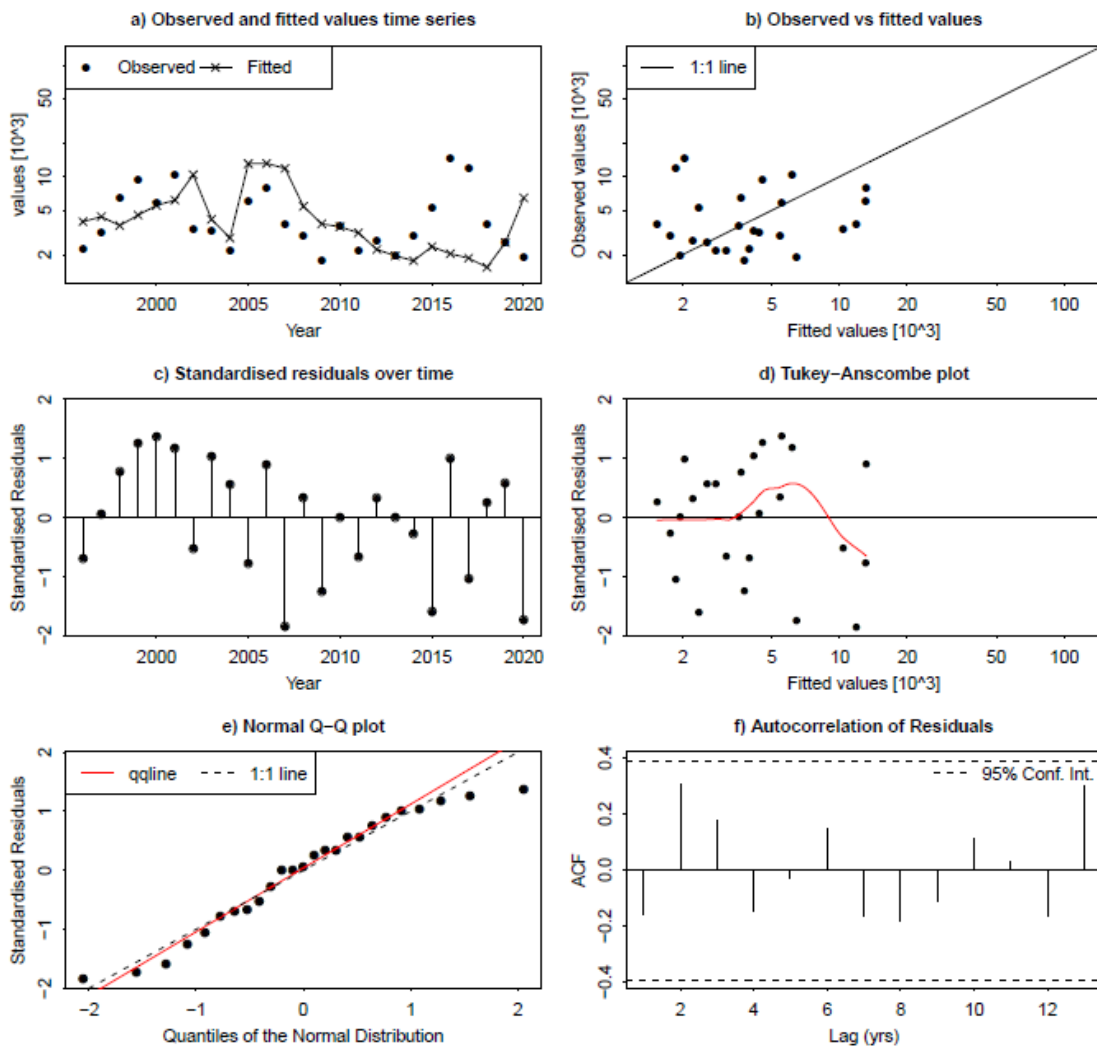 a) Observed and fitted values time series
Observed Fitted
values [10^3]
50
10
5
2
2000 2005 2010 2015 2020
Year
b) Observed vs fitted values
1:1 line
Observed values [10^3]
50
10
5
2
2 5 10 20 50 100
Fitted values [10^3]
c) Standardised residuals over time
Standardised Residuals
2
1
0
−1
−2
2000 2005 2010 2015 2020
Year
d) Tukey−Anscombe plot
Standardised Residuals
2
1
0
−1
−2
2 5 10 20 50 100
Fitted values [10^3]
e) Normal Q−Q plot
qqline 1:1 line
Standardised Residuals
2
1
0
−1
−2
−2 −1 0 1 2
Quantiles of the Normal Distribution
f) Autocorrelation of Residuals
95% Conf. Int.
ACF
0.4
0.2
0.0
−0.2
−0.4
2 4 6 8 10 12
Lag (yrs)